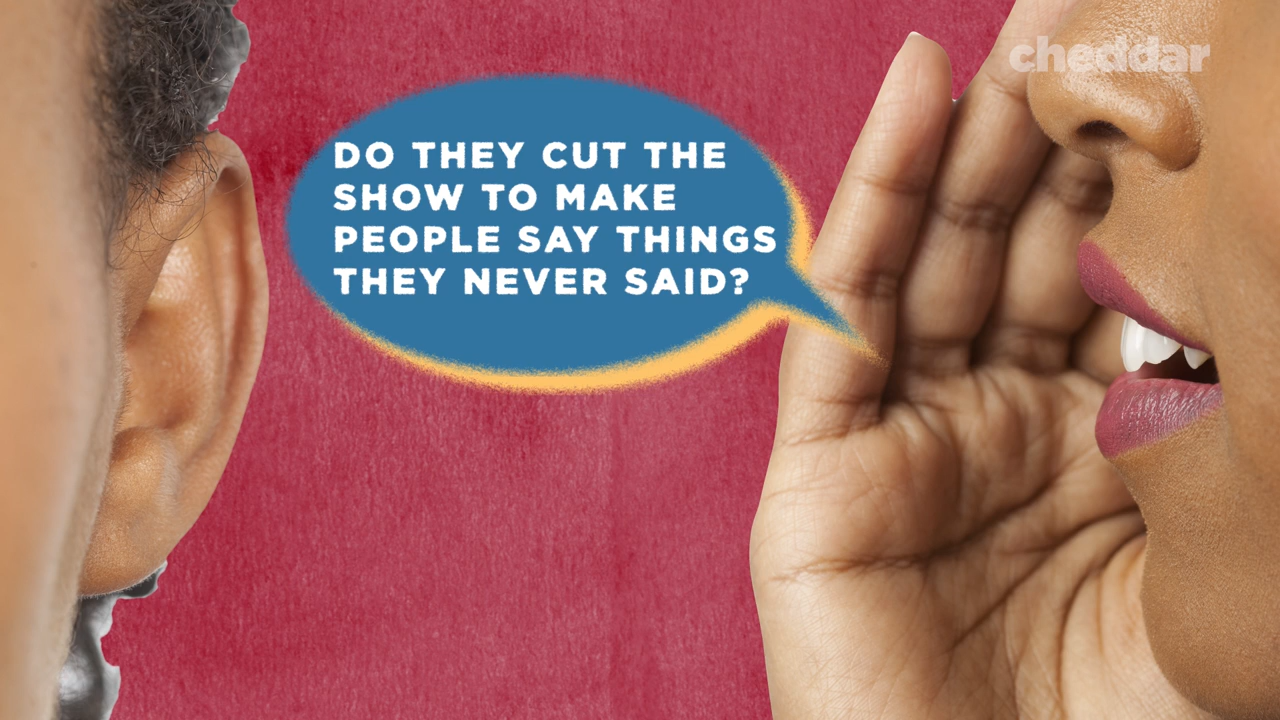 cheddar
DO THEY CUT THE
SHOW TO MAKE
PEOPLE SAY THINGS
THEY NEVER SAID?